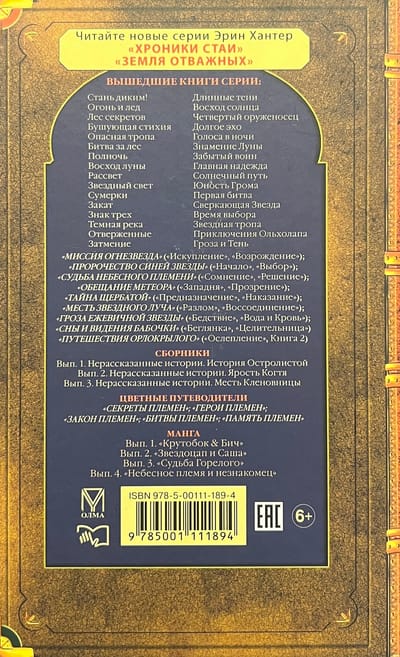 Читайте новые серии Эрин Хантер
«ХРОНИКИ СТАИ»
«ЗЕМЛЯ ОТВАЖНЫХ»
ВЫШЕДШИЕ КНИГИ СЕРИИ:
Стань диким! Длинные тени
Огонь и лед Восход солнца
Лес секретов Четвертый оруженосец
Бушующая стихия Долгое эхо
Опасная тропа Голоса в ночи
Битва за лес Знамение Луны
Полночь Забытый воин
Восход луны Главная надежда
Рассвет Солнечный путь
Звездный свет Юность Грома
Сумерки Первая битва
Закат Сверкающая Звезда
Знак трех Время выбора
Темная река Звездная тропа
Отверженные Приключения Ольхолапа
Затмение Гроза и Тень
«МИССИЯ ОГНЕЗВЕЗДА» («Искупление», «Возрождение»);
«ПРОРОЧЕСТВО СИНЕЙ ЗВЕЗДЫ» («Начало», «Выбор»);
«СУДЬБА НЕБЕСНОГО ПЛЕМЕНИ» («Сомнение», «Решение»);
«ОБЕЩАНИЕ МЕТЕОРА» («Западня», «Прозрение»);
«ТАЙНА ЩЕРБАТОЙ» («Предназначение», «Наказание»);
«МЕСТЬ ЗВЕЗДНОГО ЛУЧА» («Разлом», «Воссоединение»);
«ГРОЗА ЕЖЕВИЧНОЙ ЗВЕЗДЫ» («Бедствие», «Вода и Кровь»);
«СНЫ И ВИДЕНИЯ БАБОЧКИ» («Беглянка», «Целительница»)
«ПУТЕШЕСТВИЯ ОРЛОКРЫЛОГО» («Ослепление», Книга 2)
СБОРНИКИ
Вып. 1. Нерассказанные истории. История Остролистой
Вып. 2. Нерассказанные истории. Ярость Когтя
Вып. 3. Нерассказанные истории. Месть Кленовницы
ЦВЕТНЫЕ ПУТЕВОДИТЕЛИ
«СЕКРЕТЫ ПЛЕМЕН»; «ГЕРОИ ПЛЕМЕН»;
«ЗАКОН ПЛЕМЕН»; «БИТВЫ ПЛЕМЕН»; «ПАМЯТЬ ПЛЕМЕН»
МАНГА
Вып. 1. «Крутобок & Бич»
Вып. 2. «Звездоцап и Саша»
Вып. 3. «Судьба Горелого»
Вып. 4. «Небесное племя и незнакомец»
ОЛМА
ISBN 978-5-00111-189-4
9 785001 111894
ЕАС
6+